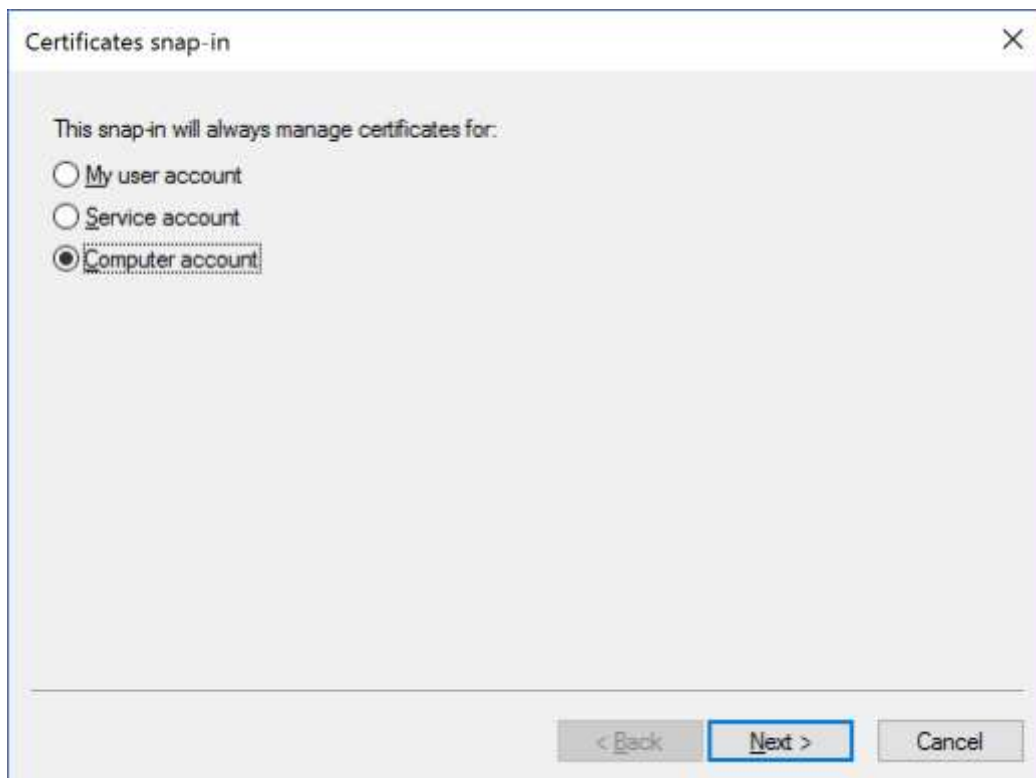 Certificates snap-in
This snap-in will always manage certificates for:
My user account
Service account
Computer account
< Back
Next >
Cancel